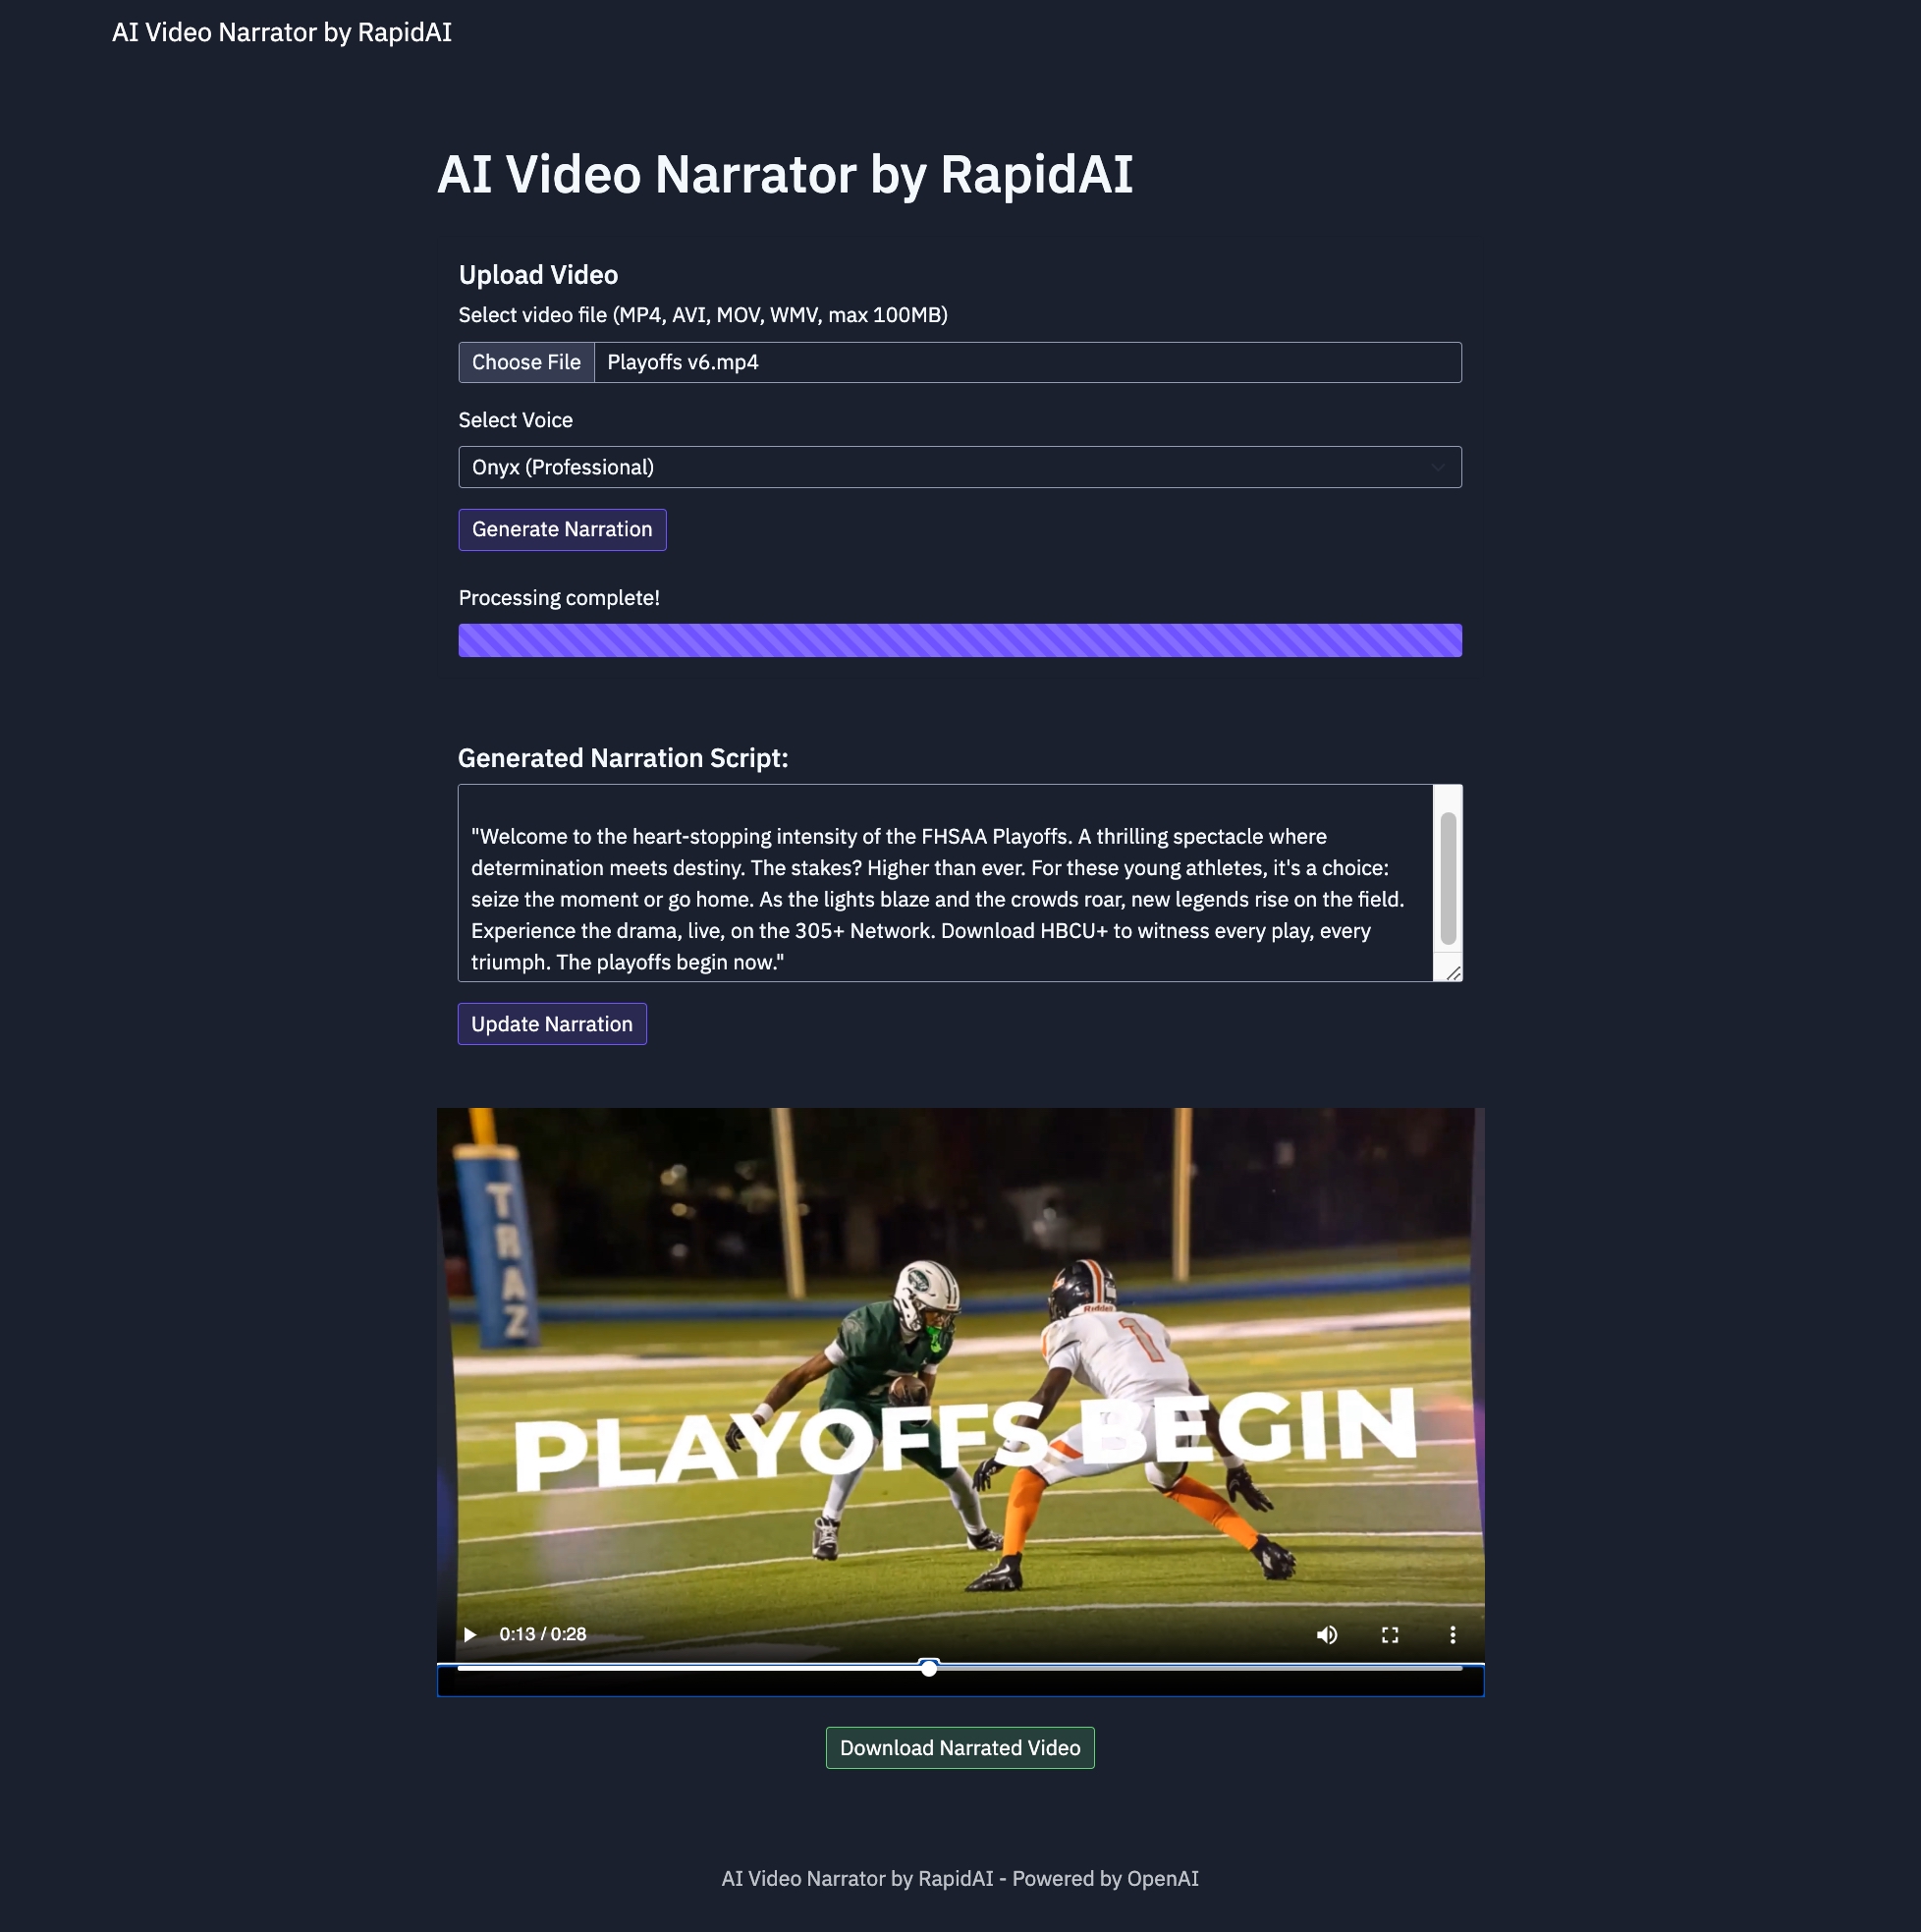 AI Video Narrator by RapidAI
AI Video Narrator by RapidAI
Upload Video
Select video file (MP4, AVI, MOV, WMV, max 100MB)
Choose File Playoffs v6.mp4
Select Voice
Onyx (Professional)
Generate Narration
Processing complete!
Generated Narration Script:
"Welcome to the heart-stopping intensity of the FHSAA Playoffs. A thrilling spectacle where
determination meets destiny. The stakes? Higher than ever. For these young athletes, it's a choice:
seize the moment or go home. As the lights blaze and the crowds roar, new legends rise on the field.
Experience the drama, live, on the 305+ Network. Download HBCU+ to witness every play, every
triumph. The playoffs begin now."
Update Narration
TRAZ
Riddell
1
PLAYOFFS BEGIN
0:13 / 0:28
Download Narrated Video
AI Video Narrator by RapidAI - Powered by OpenAI